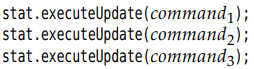 stat.executeUpdate(command₁);
stat.executeUpdate(command₂);
stat.executeUpdate(command₃);